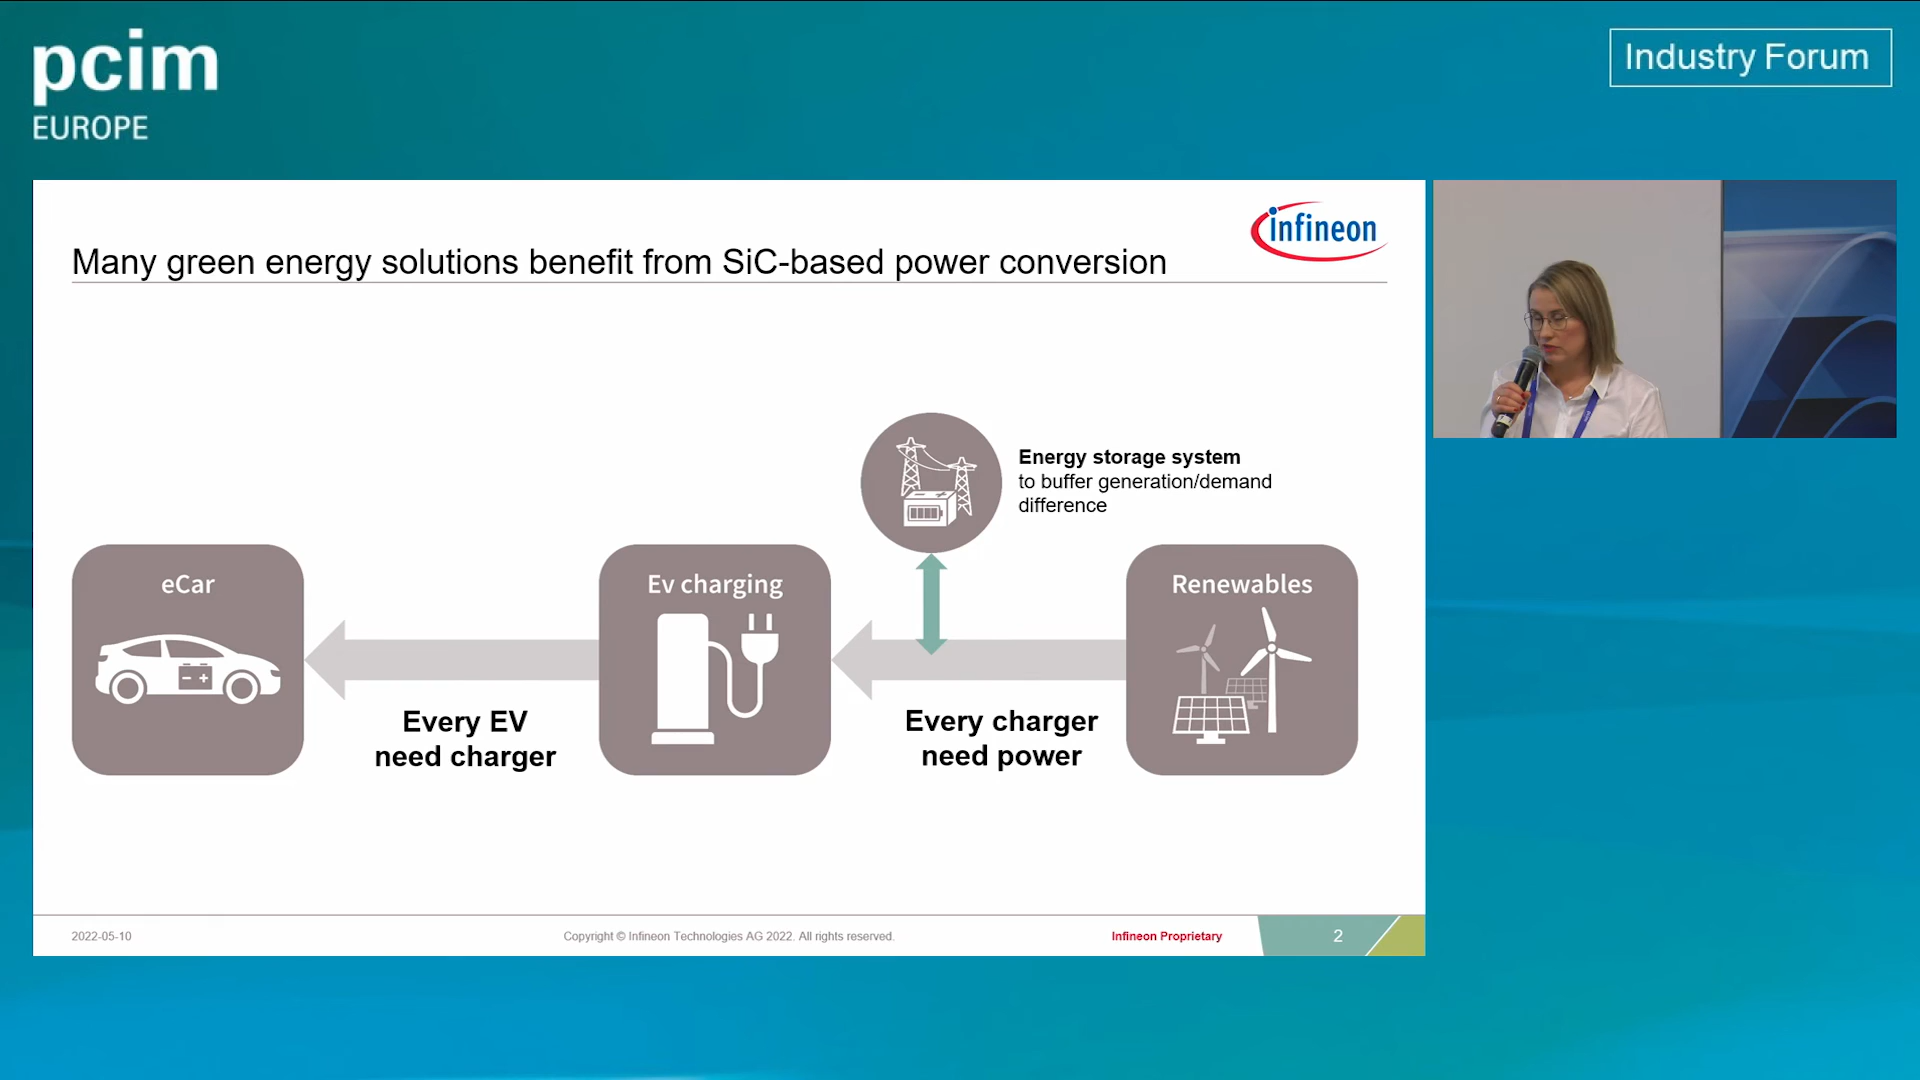 pcim
EUROPE
Industry Forum
infineon
Many green energy solutions benefit from SiC-based power conversion
Energy storage system
to buffer generation/demand
difference
eCar
Ev charging
Renewables
Every EV
need charger
Every charger
need power
2022-05-10
Copyright © Infineon Technologies AG 2022. All rights reserved.
Infineon Proprietary
2